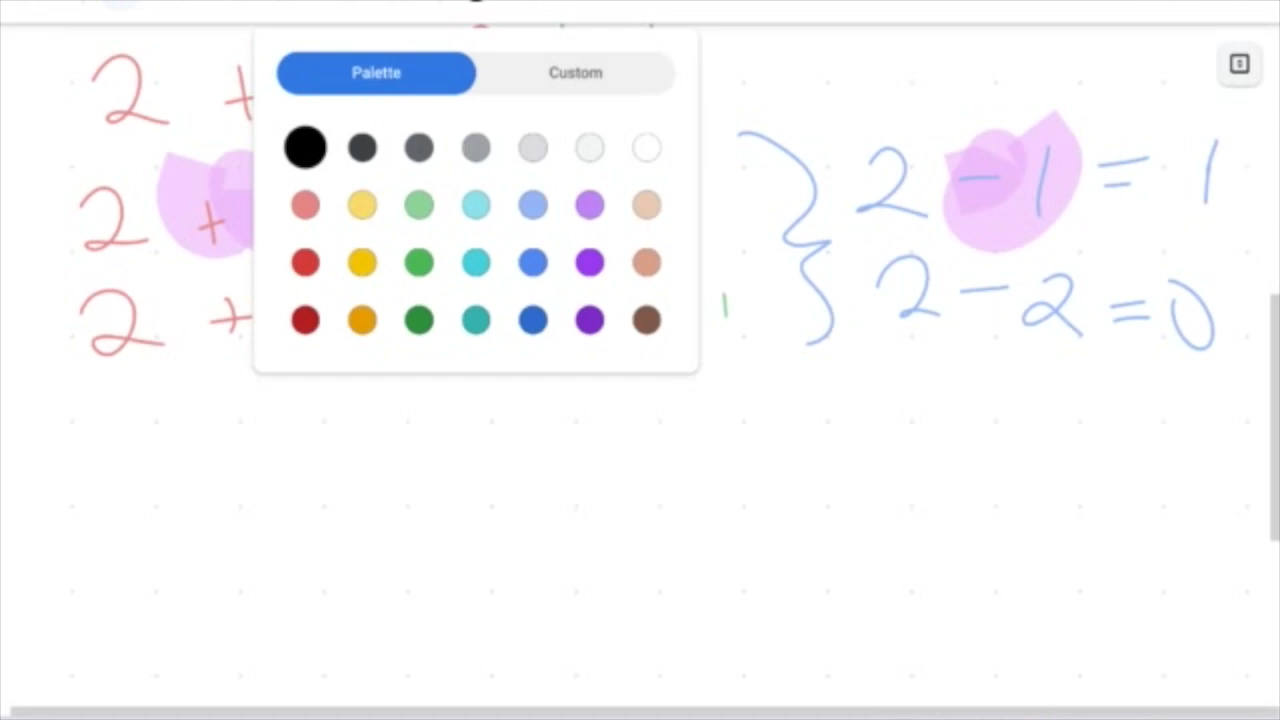 Palette Custom
2 +
2 - 1 = 1
2 +
2 - 2 = 0
2 +